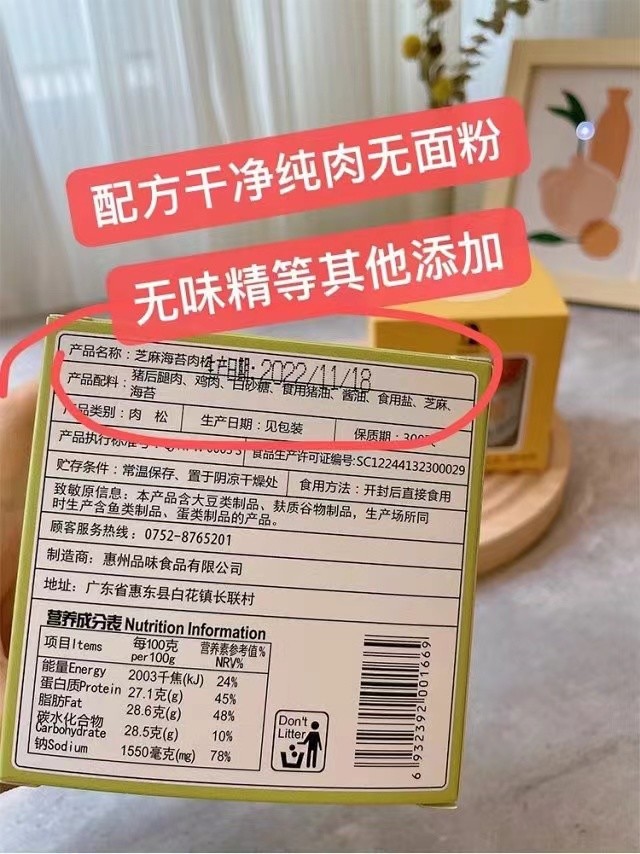 配方干净纯肉无面粉
无味精等其他添加
产品名称：芝麻海苔肉松
生产日期：2022/11/18
产品配料：猪后腿肉、鸡肉、白砂糖、食用猪油、酱油、食用盐、芝麻、
海苔
产品类别：肉 松 生产日期：见包装 保质期：300
产品执行标准号 食品生产许可证编号：SC12244132300029
贮存条件：常温保存、置于阴凉干燥处 食用方法：开封后直接食用
致敏原信息：本产品含大豆类制品、麸质谷物制品，生产场所同
时生产含鱼类制品、蛋类制品的产品。
顾客服务热线：0752-8765201
制造商：惠州品味食品有限公司
地址：广东省惠东县白花镇长联村
营养成分表 Nutrition Information
项目Items 每100克 per100g 营养素参考值% NRV%
能量Energy 2003千焦(kJ) 24%
蛋白质Protein 27.1克(g) 45%
脂肪Fat 28.6克(g) 48%
碳水化合物 Carbohydrate 28.5克(g) 10%
钠Sodium 1550毫克(mg) 78%
Don't
Litter
6 932392 001669